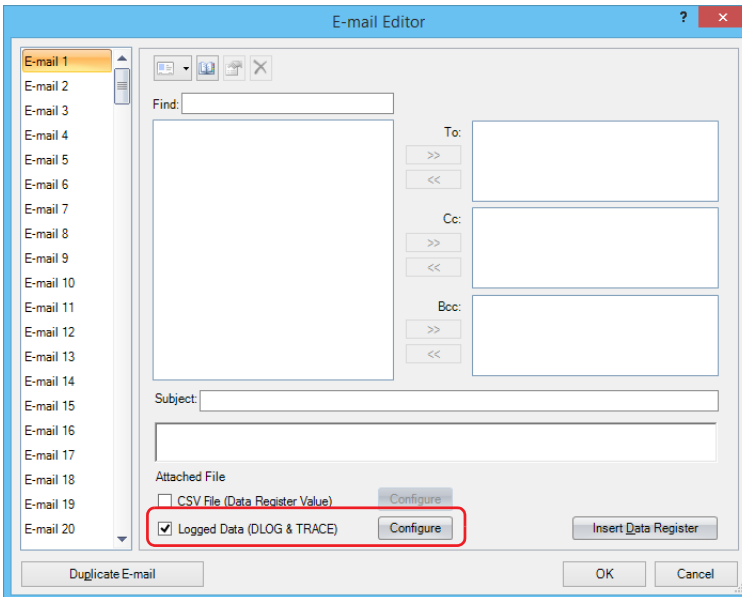 E-mail Editor
?
E-mail 1
E-mail 2
E-mail 3
E-mail 4
E-mail 5
E-mail 6
E-mail 7
E-mail 8
E-mail 9
E-mail 10
E-mail 11
E-mail 12
E-mail 13
E-mail 14
E-mail 15
E-mail 16
E-mail 17
E-mail 18
E-mail 19
E-mail 20
Find:
To:
>>
<<
Cc:
>>
<<
Bcc:
>>
<<
Subject:
Attached File
CSV File (Data Register Value)
Configure
Logged Data (DLOG & TRACE)
Configure
Insert Data Register
Duplicate E-mail
OK
Cancel